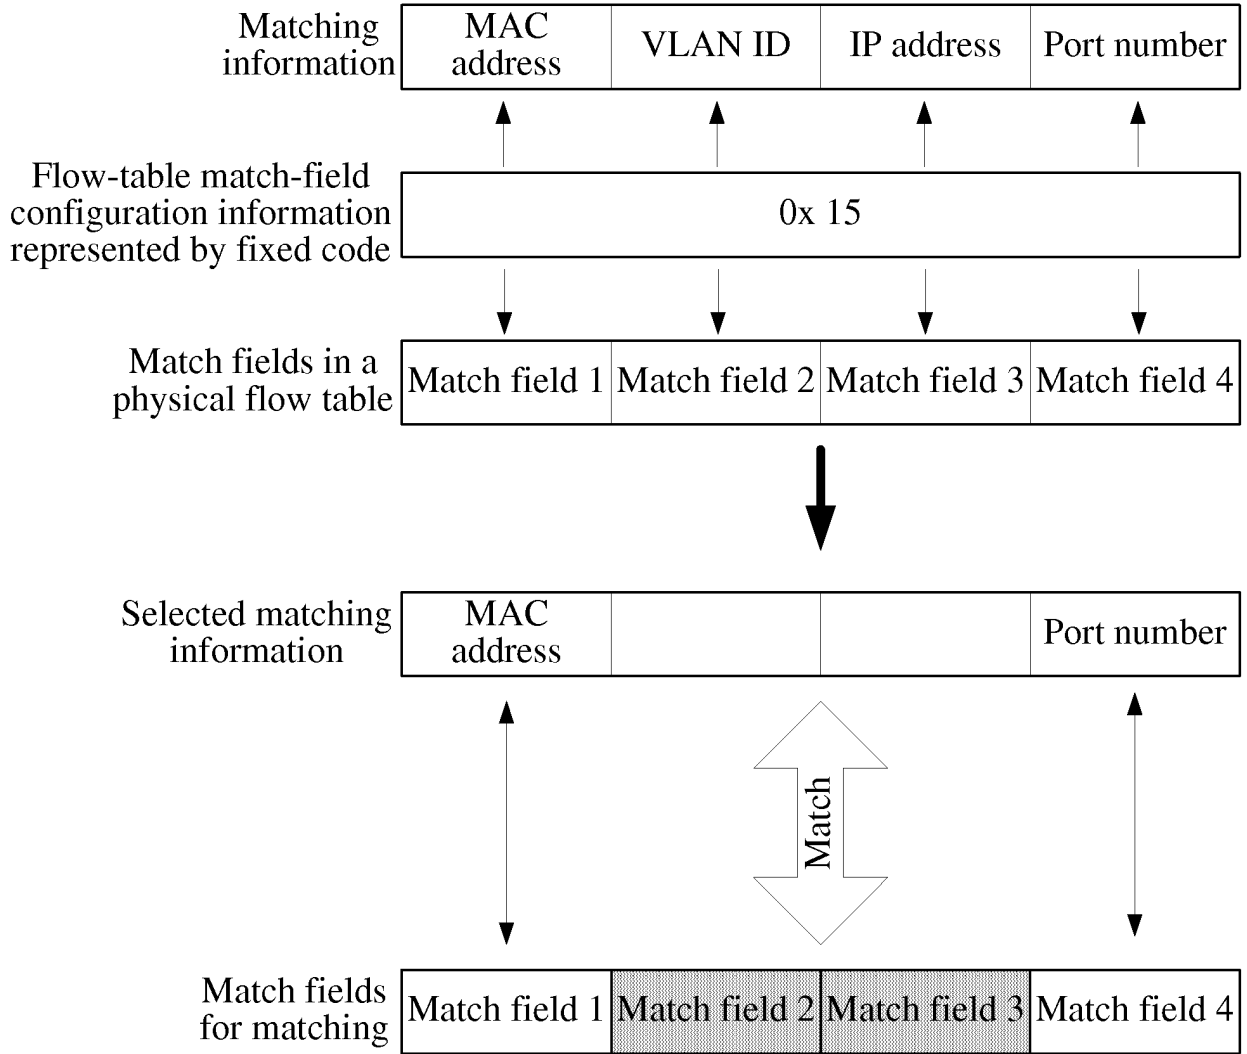 Matching
information
MAC
address
VLAN ID
IP address
Port number
Flow-table match-field
configuration information
represented by fixed code
0x 15
Match fields in a
physical flow table
Match field 1
Match field 2
Match field 3
Match field 4
Selected matching
information
MAC
address
Port number
Match
Match fields
for matching
Match field 1
Match field 2
Match field 3
Match field 4